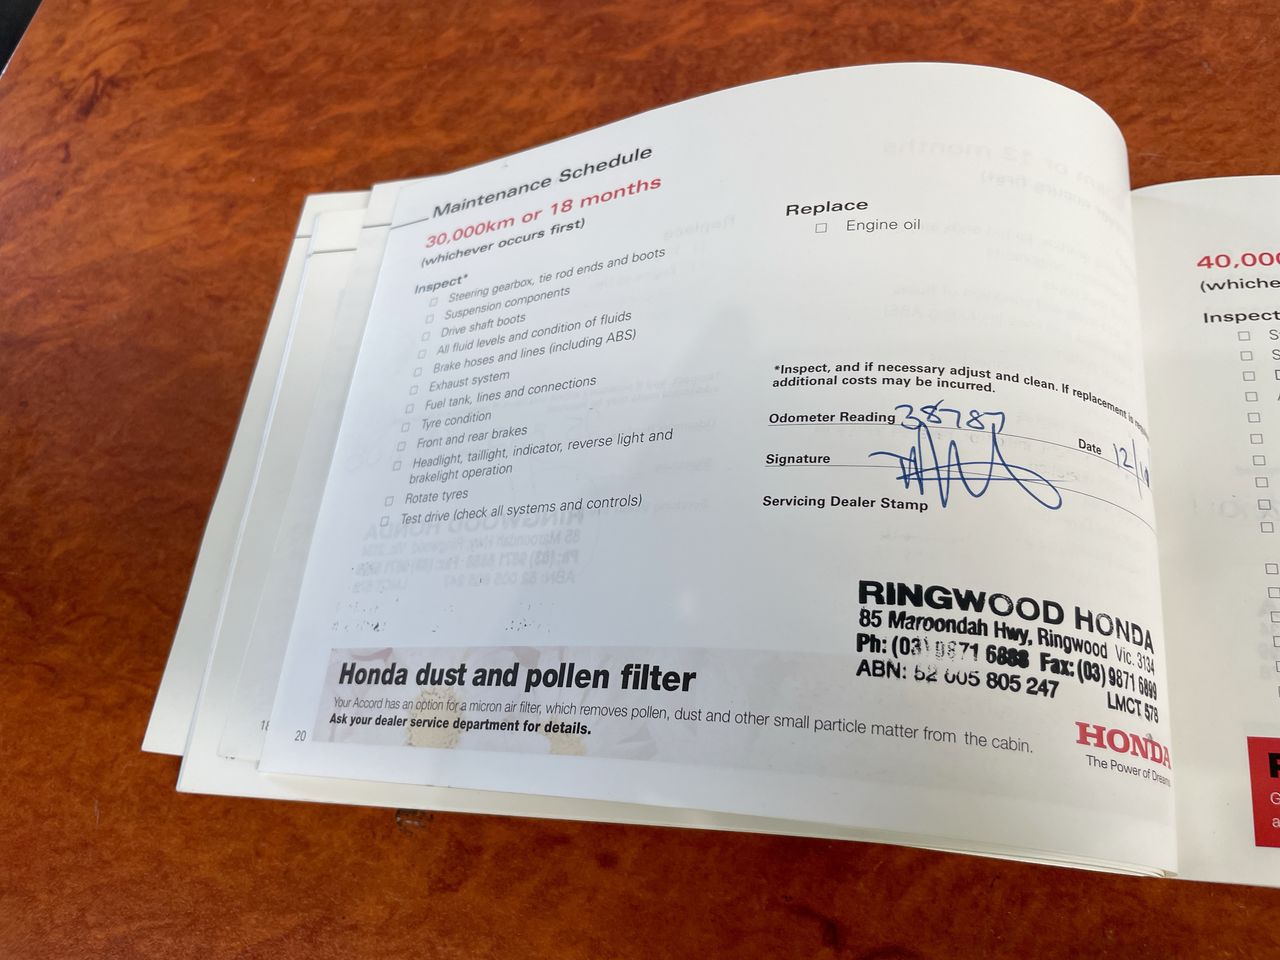 Maintenance Schedule
30,000km or 18 months
(whichever occurs first)
Inspect*
Steering gearbox, tie rod ends and boots
Suspension components
Drive shaft boots
All fluid levels and condition of fluids
Brake hoses and lines (including ABS)
Exhaust system
Fuel tank, lines and connections
Tyre condition
Front and rear brakes
Headlight, taillight, indicator, reverse light and
brakelight operation
Rotate tyres
Test drive (check all systems and controls)
Replace
Engine oil
*Inspect, and if necessary adjust and clean. If replacement is
additional costs may be incurred.
Odometer Reading 38787
Date 12/10
Signature
Servicing Dealer Stamp
RINGWOOD HONDA
85 Maroondah Hwy, Ringwood Vic. 3134
Ph: (03) 9871 6888 Fax: (03) 9871 6899
ABN: 52 005 805 247
LMCT 578
Honda dust and pollen filter
Your Accord has an option for a micron air filter, which removes pollen, dust and other small particle matter from the cabin.
Ask your dealer service department for details.
HONDA
The Power of Dreams
18
20
40,000
(whiche
Inspect